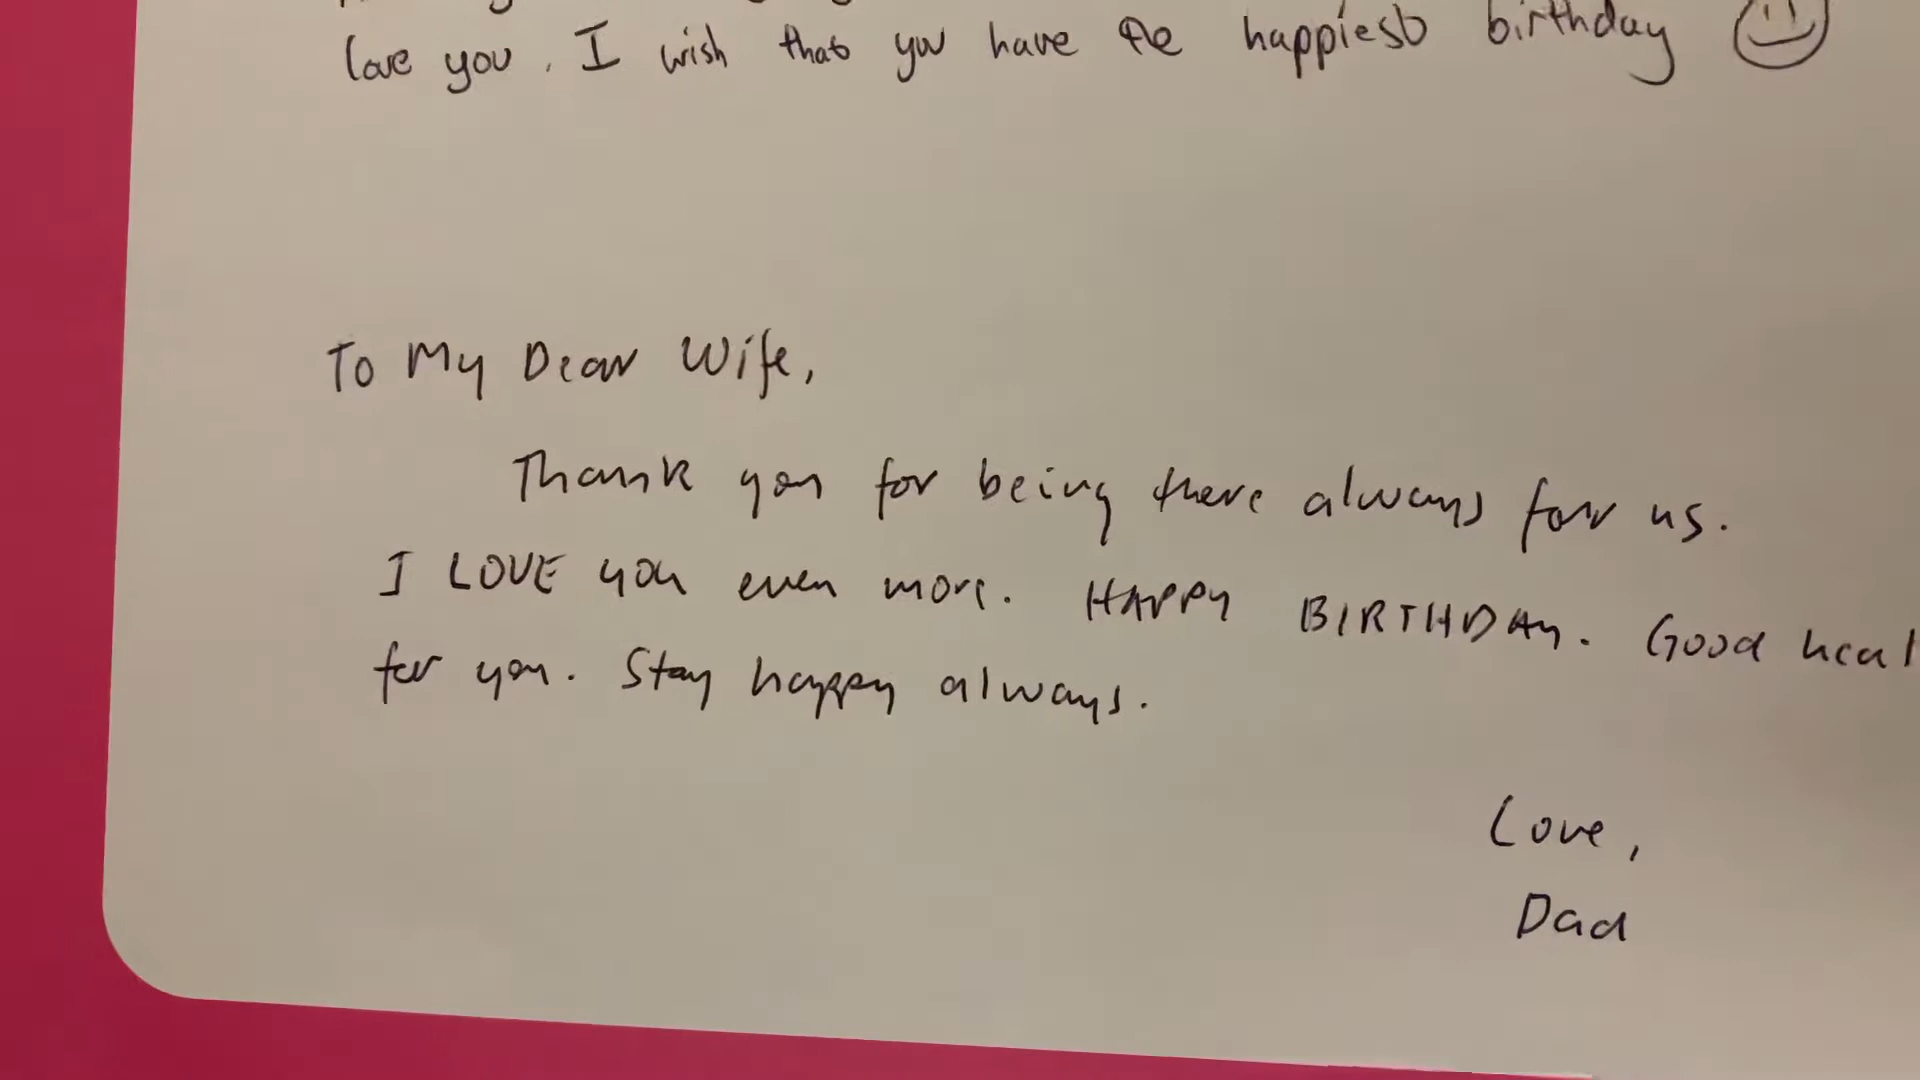 love you. I wish that you have the happiest birthday
To My Dear Wife,
Thank you for being there always for us.
I LOVE you even more. HAPPY BIRTHDAY. Good heal
for you. Stay happy always.
Love,
Dad